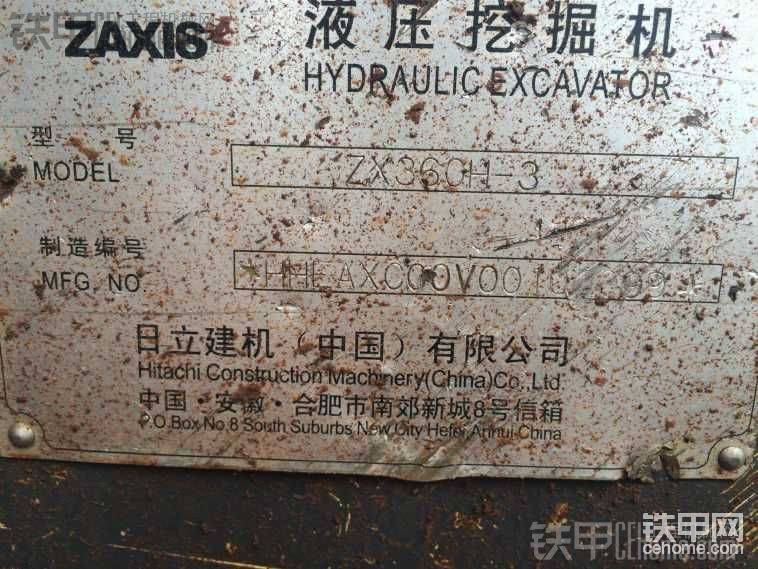 ZAXIS
液压挖掘机
HYDRAULIC EXCAVATOR
型号
MODEL
ZX360H-3
制造编号
MFG NO.
日立建机（中国）有限公司
Hitachi Construction Machinery(China)Co.,Ltd.
中国·安徽·合肥市南郊新城8号信箱
P.O.Box No.8 South Suburbs New City Hefei Anhui China
铁甲网
cehome.com